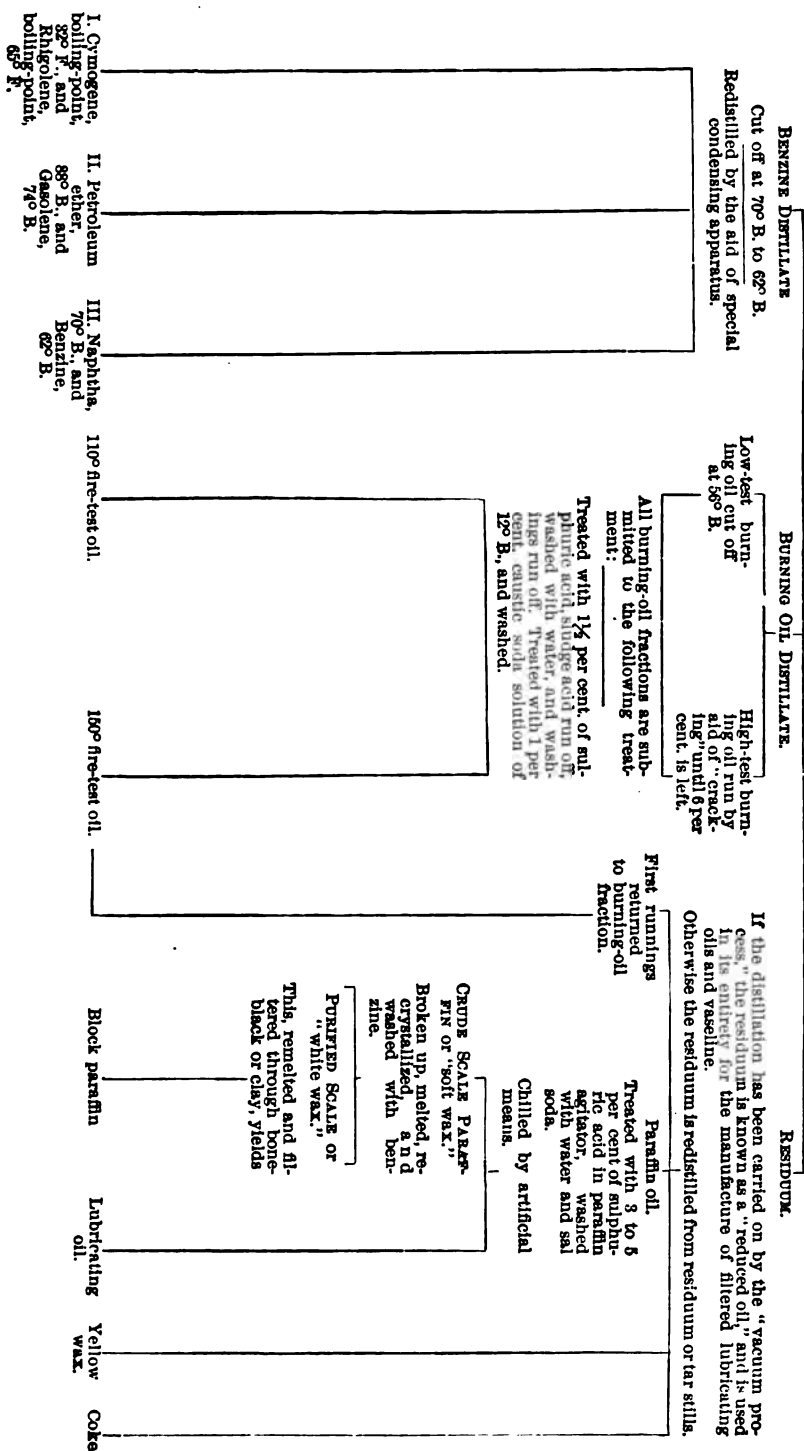 BENZINE DISTILLATE
Cut off at 70° B. to 62° B.
Redistilled by the aid of special
condensing apparatus.
I. Cymogene,
boiling-point,
32° F., and
Rhigolene,
boiling-point,
65° F.
II. Petroleum
ether,
88° B., and
Gasolene,
74° B.
III. Naphtha,
70° B., and
Benzine,
62° B.
BURNING OIL DISTILLATE.
Low-test burn-
ing oil cut off
at 56° B.
High-test burn-
ing oil run by
aid of "crack-
ing" until 6 per
cent. is left.
All burning-oil fractions are sub-
mitted to the following treat-
ment:
Treated with 1½ per cent. of sul-
phuric acid, sludge acid run off,
washed with water, and wash-
ings run off. Treated with 1 per
cent. caustic soda solution of
12° B., and washed.
110° fire-test oil.
150° fire-test oil.
RESIDUUM.
If the distillation has been carried on by the "vacuum pro-
cess," the residuum is known as a "reduced oil," and is used
in its entirety for the manufacture of filtered lubricating
oils and vaseline.
Otherwise the residuum is redistilled from residuum or tar stills.
First runnings
returned
to burning-oil
fraction.
Paraffin oil.
Treated with 3 to 5
per cent of sulphu-
ric acid in paraffin
agitator, washed
with water and sal
soda.
Chilled by artificial
means.
CRUDE SCALE PARAF-
FIN or "soft wax."
Broken up, melted, re-
crystallized, and
washed with ben-
zine.
PURIFIED SCALE or
"white wax."
This, remelted and fil-
tered through bone-
black or clay, yields
Block paraffin
Lubricating
oil.
Yellow
wax.
Coke